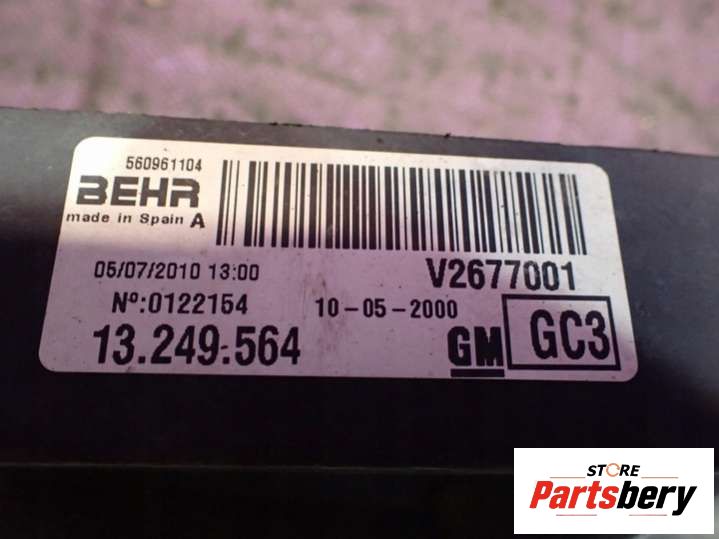 560961104
BEHR
made in Spain A
05/07/2010 13:00
V2677001
Nº:0122154
10-05-2000
13.249.564
GM
GC3
STORE
Partsbery